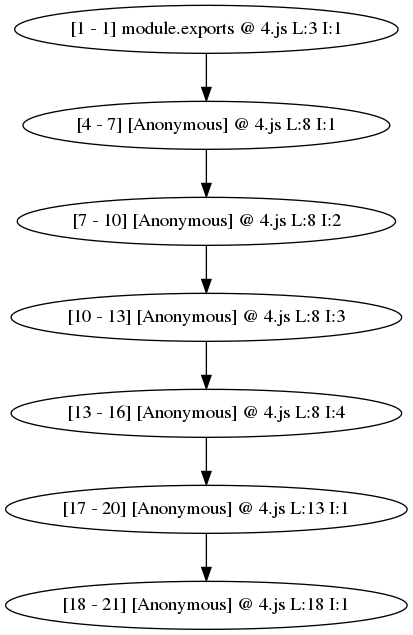 [1 - 1] module.exports @ 4.js L:3 I:1
[4 - 7] [Anonymous] @ 4.js L:8 I:1
[7 - 10] [Anonymous] @ 4.js L:8 I:2
[10 - 13] [Anonymous] @ 4.js L:8 I:3
[13 - 16] [Anonymous] @ 4.js L:8 I:4
[17 - 20] [Anonymous] @ 4.js L:13 I:1
[18 - 21] [Anonymous] @ 4.js L:18 I:1